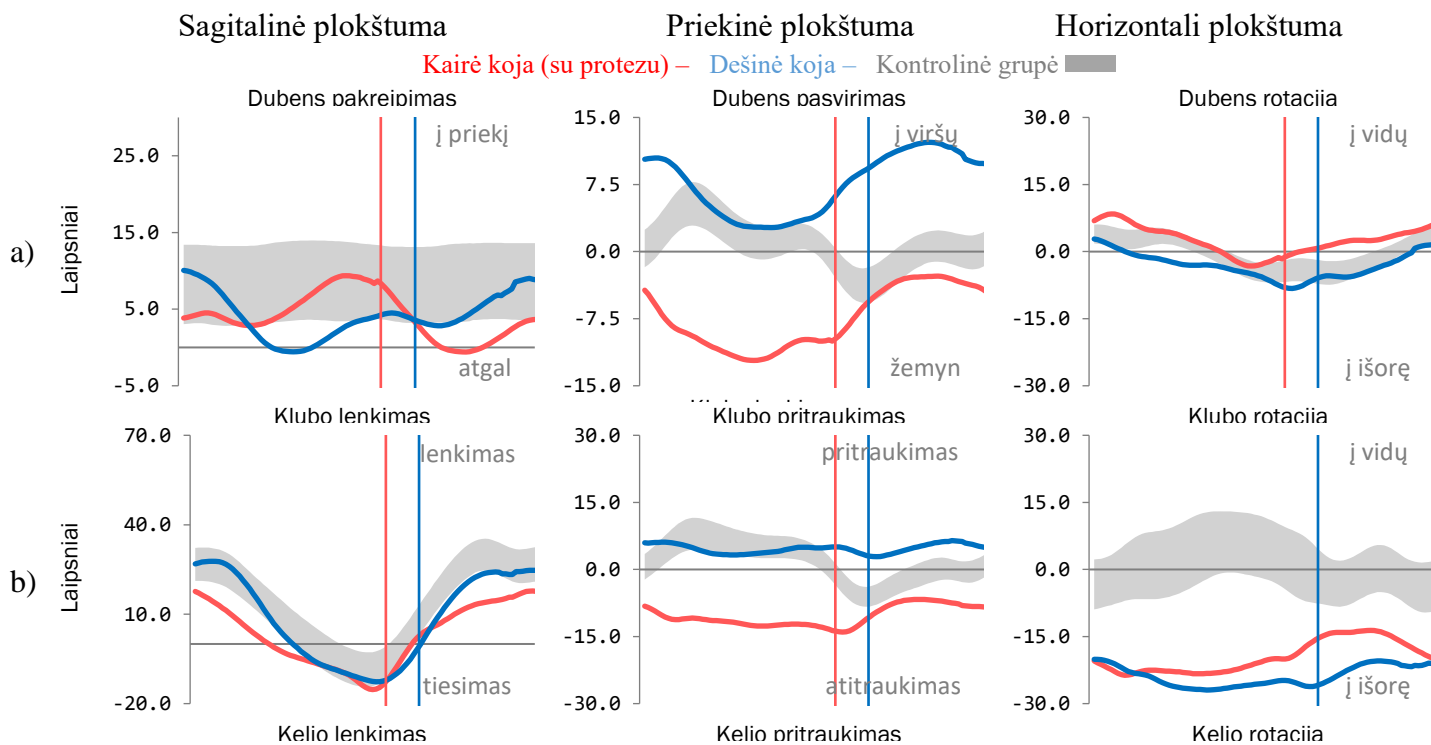 Sagitalinė plokštuma Priekinė plokštuma Horizontali plokštuma
Kairė koja (su protezu) – Dešinė koja – Kontrolinė grupė
Dubens pakreipimas Dubens pasvirimas Dubens rotacija
a)
Laipsniai
25.0
15.0
5.0
-5.0
į priekį
atgal
15.0
7.5
0.0
-7.5
-15.0
į viršų
žemyn
30.0
15.0
0.0
-15.0
-30.0
į vidų
į išorę
Klubo lenkimas Klubo pritraukimas Klubo rotacija
b)
Laipsniai
70.0
40.0
10.0
-20.0
lenkimas
tiesimas
30.0
15.0
0.0
-15.0
-30.0
pritraukimas
atitraukimas
30.0
15.0
0.0
-15.0
-30.0
į vidų
į išorę
Kelio lenkimas Kelio pritraukimas Kelio rotacija